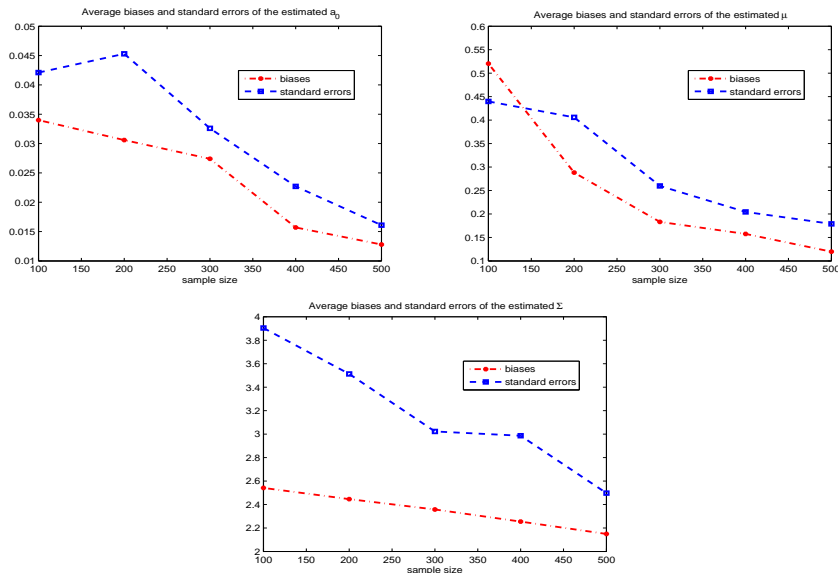 Average biases and standard errors of the estimated a0
0.05
0.045
0.04
0.035
0.03
0.025
0.02
0.015
0.01
100 200 300 400 500
sample size
biases
standard errors
Average biases and standard errors of the estimated μ
0.6
0.55
0.5
0.45
0.4
0.35
0.3
0.25
0.2
0.15
0.1
100 150 200 250 300 350 400 450 500
sample size
biases
standard errors
Average biases and standard errors of the estimated Σ
4
3.8
3.6
3.4
3.2
3
2.8
2.6
2.4
2.2
2
100 150 200 250 300 350 400 450 500
sample size
biases
standard errors